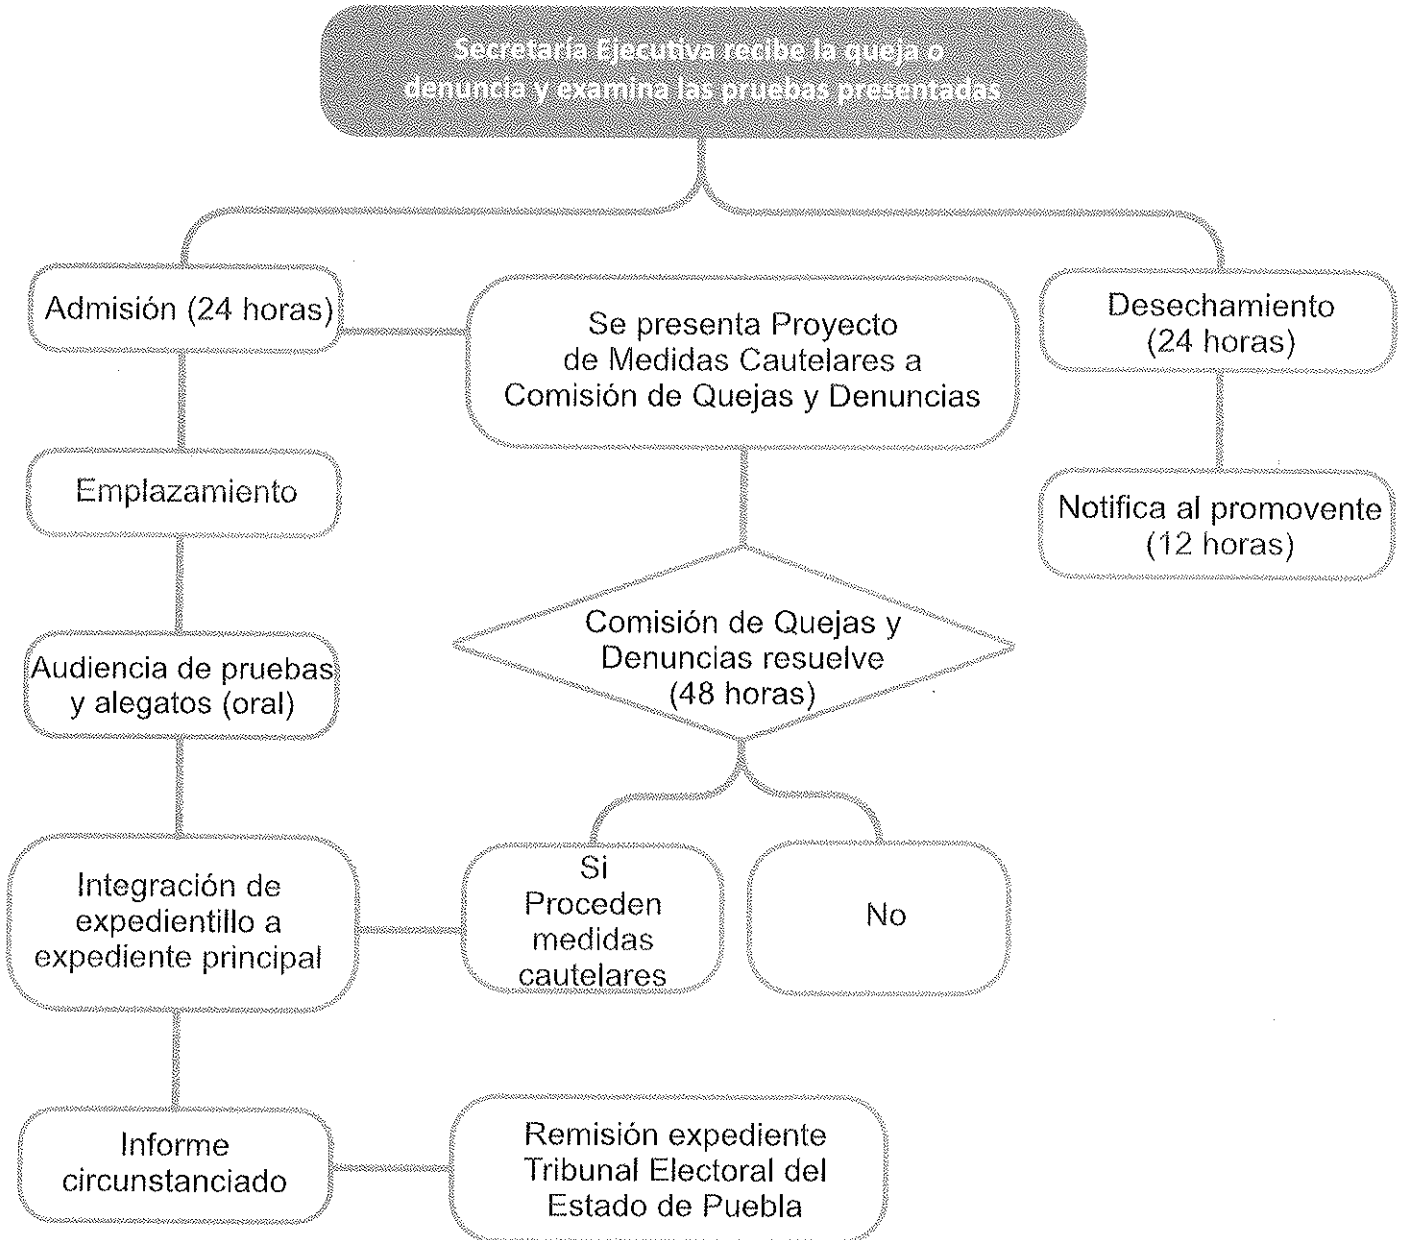 Secretaría Ejecutiva recibe la queja o
denuncia y examina las pruebas presentadas
Admisión (24 horas)
Se presenta Proyecto
de Medidas Cautelares a
Comisión de Quejas y Denuncias
Desechamiento
(24 horas)
Emplazamiento
Notifica al promovente
(12 horas)
Comisión de Quejas y
Denuncias resuelve
(48 horas)
Audiencia de pruebas
y alegatos (oral)
Integración de
expedientillo a
expediente principal
Si
Proceden
medidas
cautelares
No
Informe
circunstanciado
Remisión expediente
Tribunal Electoral del
Estado de Puebla